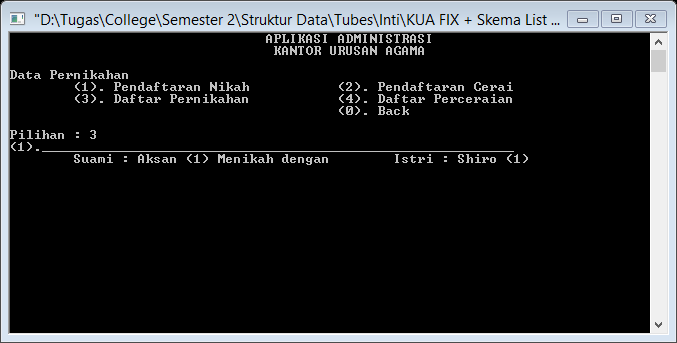 "D:\Tugas\College\Semester 2\Struktur Data\Tubes\Inti\KUA FIX + Skema List ...
APLIKASI ADMINISTRASI
KANTOR URUSAN AGAMA
Data Pernikahan
(1). Pendaftaran Nikah (2). Pendaftaran Cerai
(3). Daftar Pernikahan (4). Daftar Perceraian
(0). Back
Pilihan : 3
(1).___________________________________________________________
Suami : Aksan (1) Menikah dengan Istri : Shiro (1)